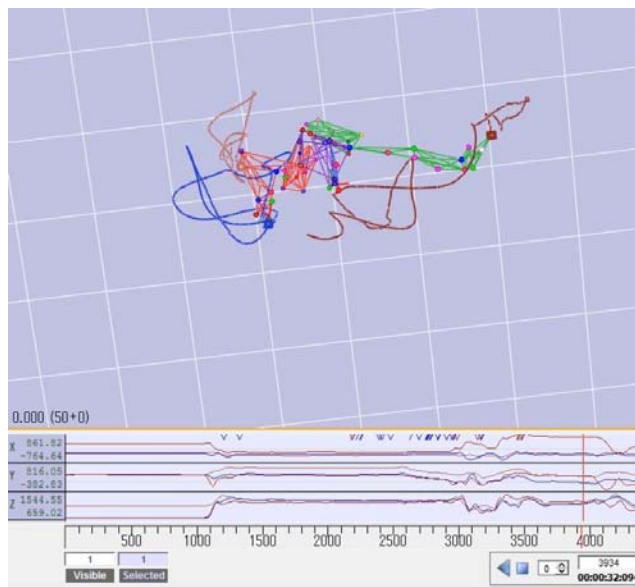 0.000 (50+0)
X 861.82
-764.64
Y 816.05
-382.83
Z 1544.55
659.02
500 1000 1500 2000 2500 3000 3500 4000
1 1 0 3934
Visible Selected 00:00:32:09